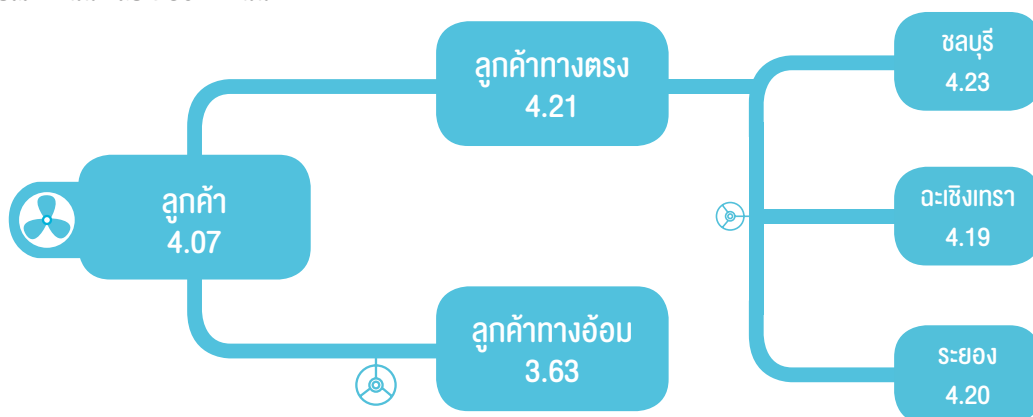 ลูกค้าทางตรง
4.21
ชลบุรี
4.23
ลูกค้า
4.07
ฉะเชิงเทรา
4.19
ลูกค้าทางอ้อม
3.63
ระยอง
4.20